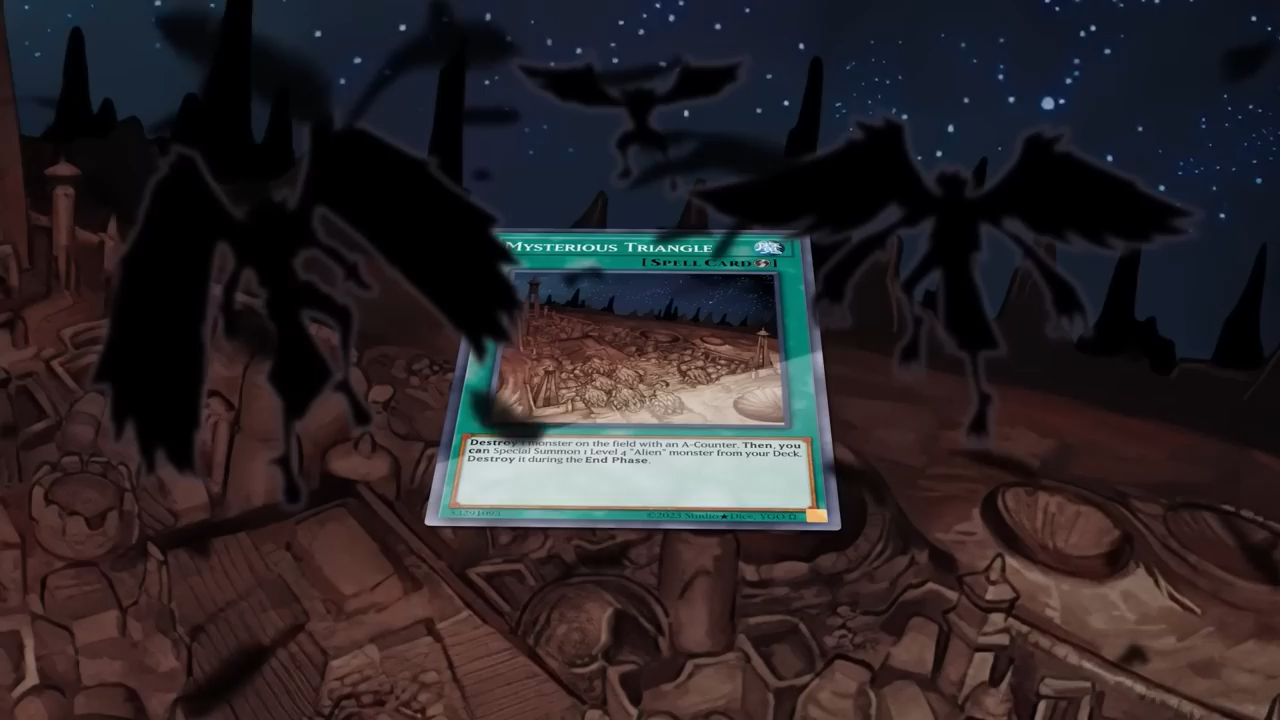 Mysterious Triangle
[Spell Card]
Destroy 1 monster on the field with an A-Counter. Then, you
can Special Summon 1 Level 4 "Alien" monster from your Deck.
Destroy it during the End Phase.
©2023 Studio★Dice, YGO